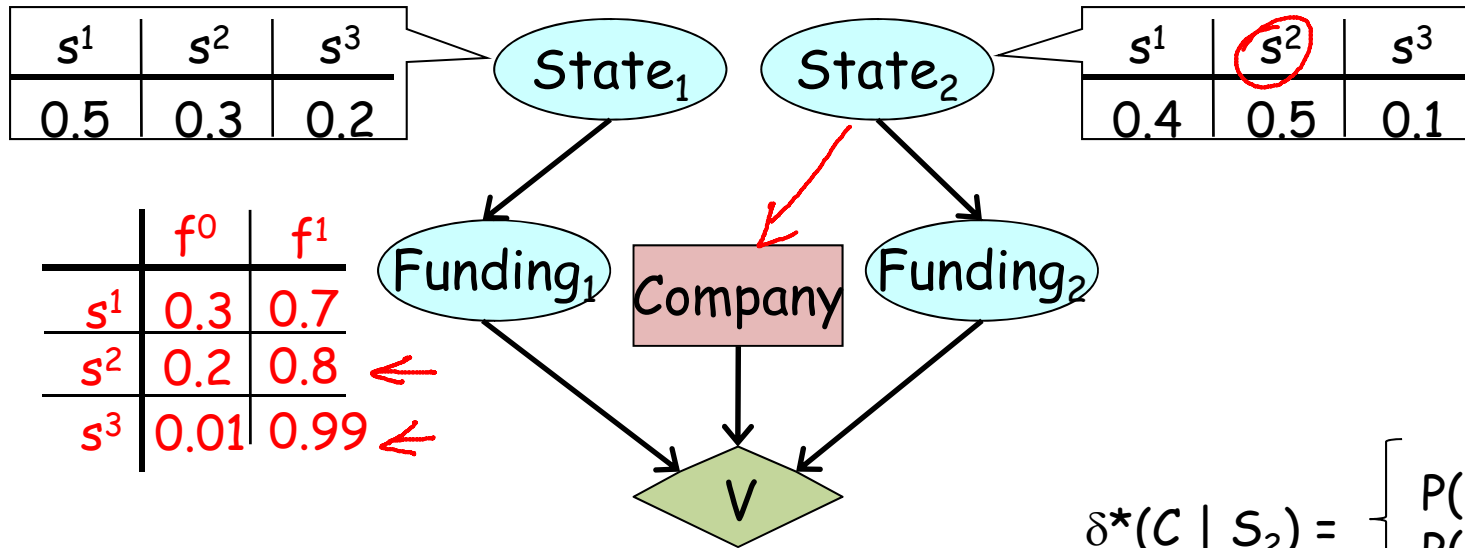 s¹ s² s³
0.5 0.3 0.2
State₁
State₂
s¹ s² s³
0.4 0.5 0.1
f⁰ f¹
s¹ 0.3 0.7
s² 0.2 0.8
s³ 0.01 0.99
Funding₁
Company
Funding₂
V
δ*(C | S₂) =
P(